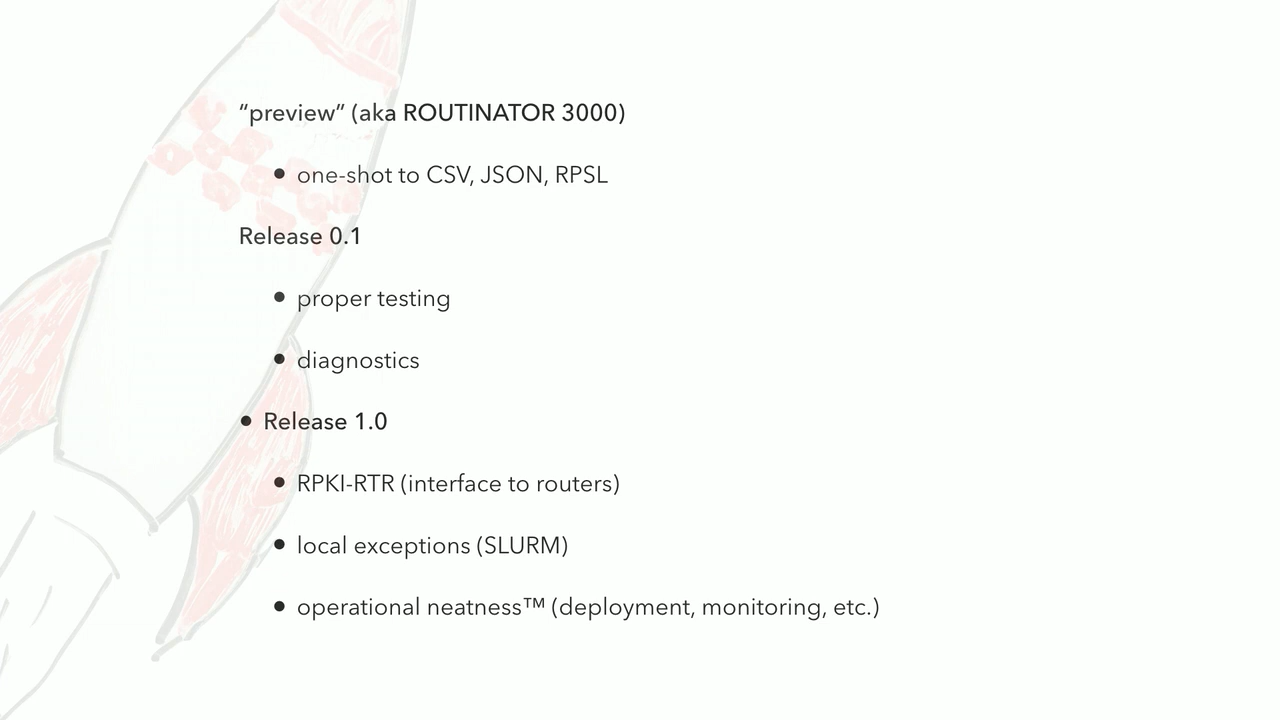 “preview” (aka ROUTINATOR 3000)
• one-shot to CSV, JSON, RPSL
Release 0.1
• proper testing
• diagnostics
• Release 1.0
• RPKI-RTR (interface to routers)
• local exceptions (SLURM)
• operational neatness™ (deployment, monitoring, etc.)